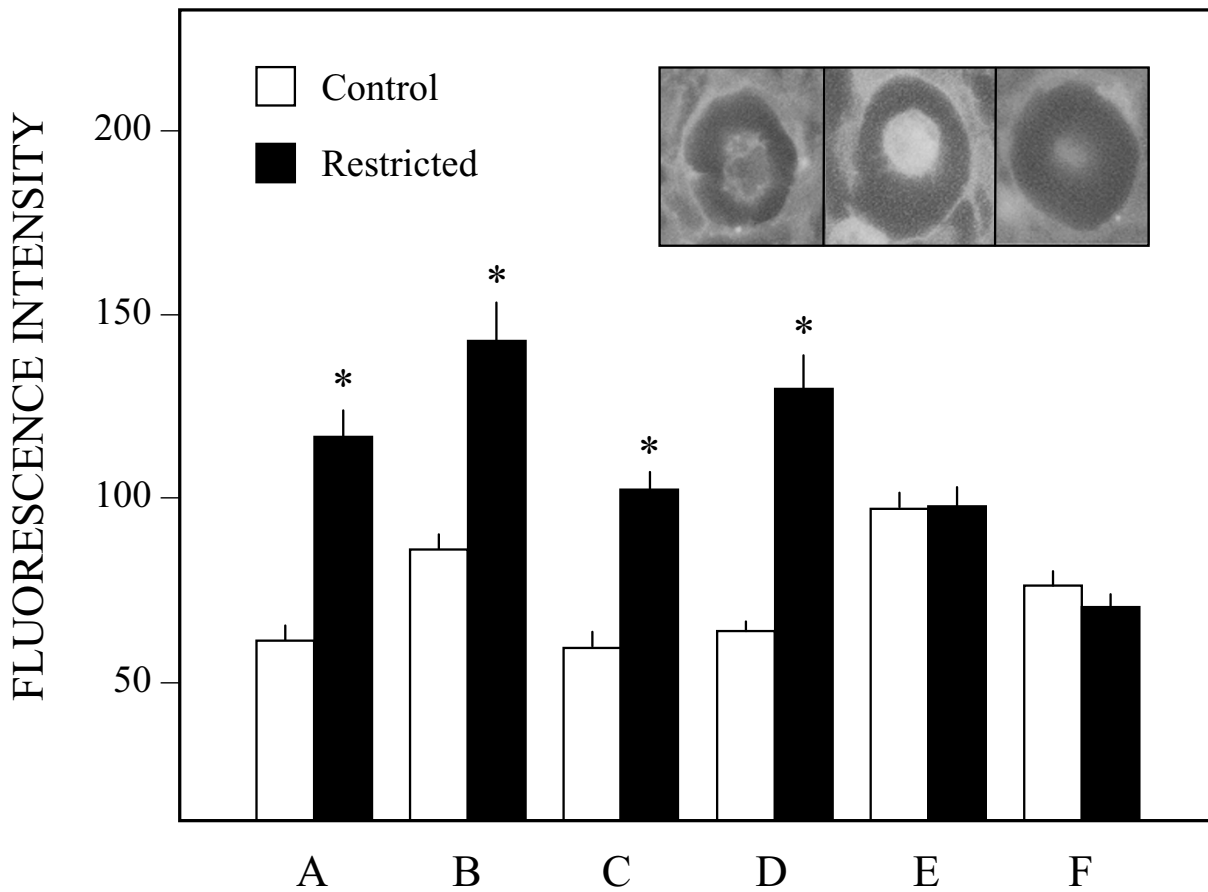 FLUORESCENCE INTENSITY
Control
Restricted
200
150
100
50
*
*
*
*
A B C D E F